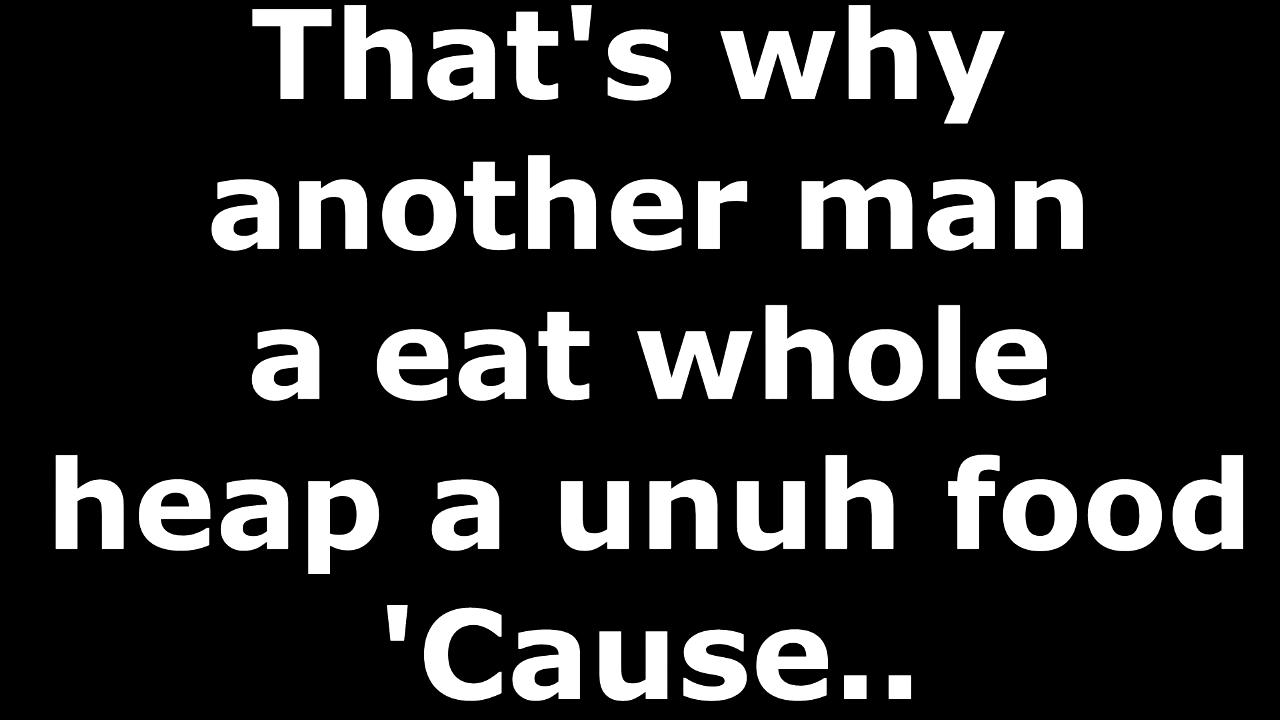 That's why
another man
a eat whole
heap a unuh food
'Cause..